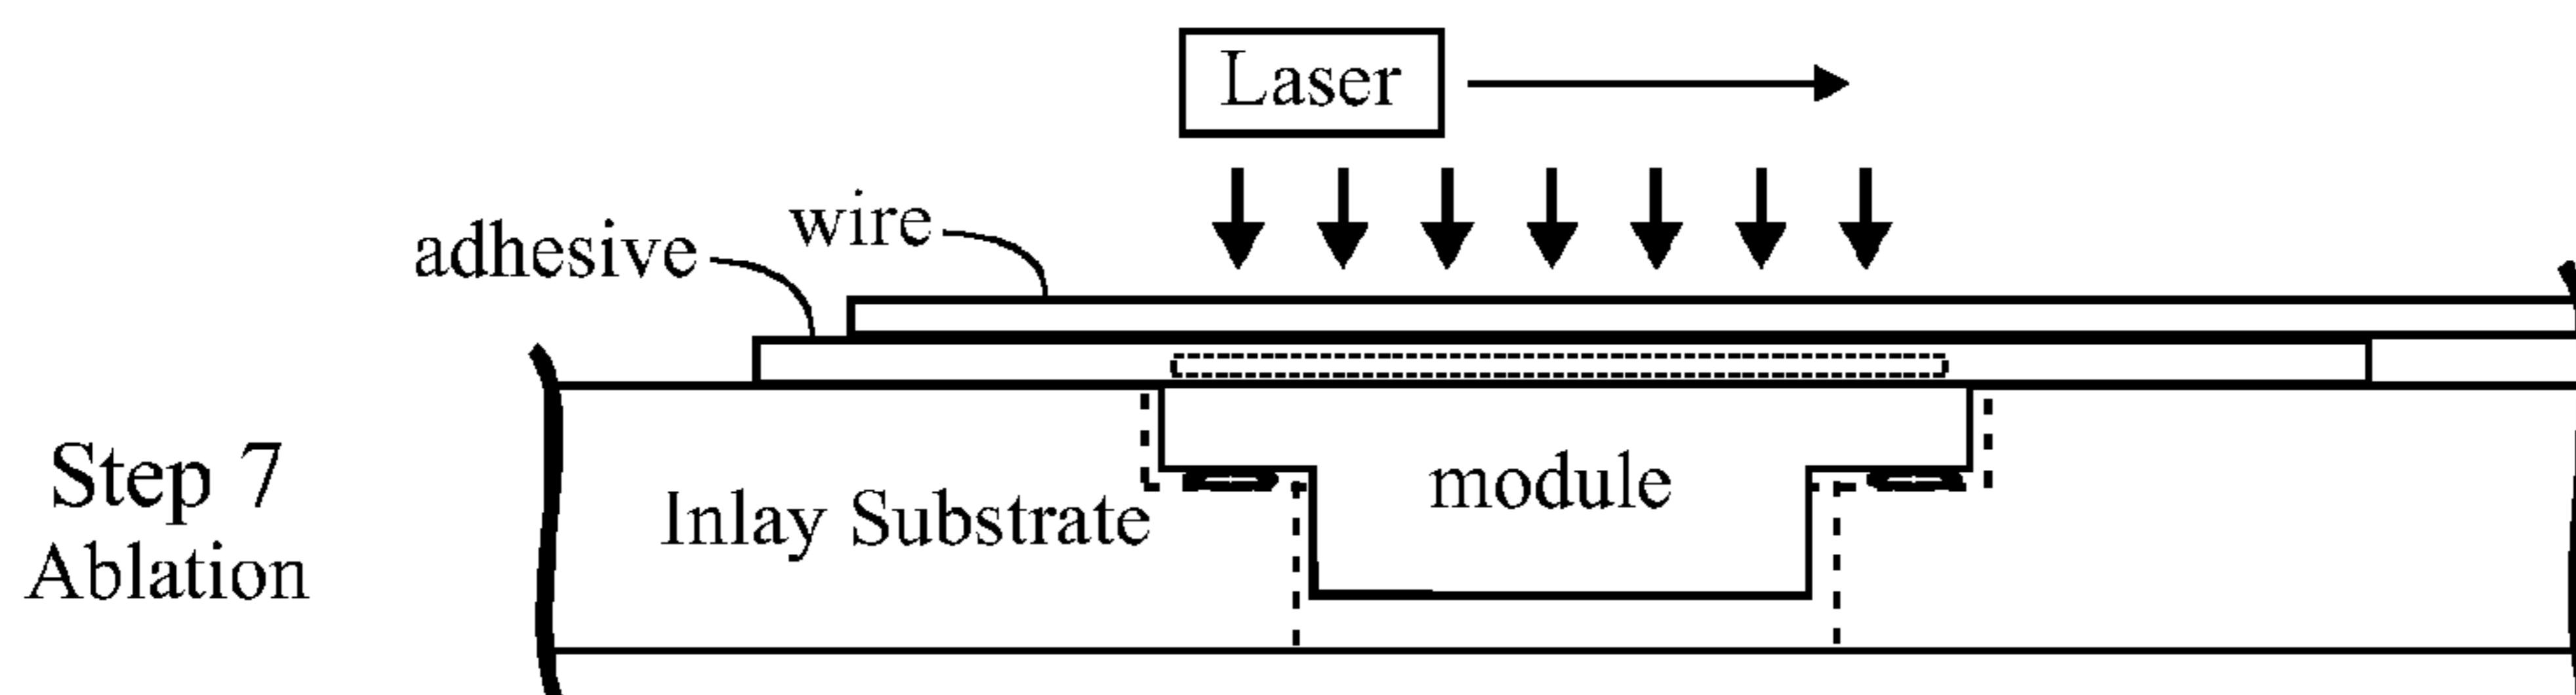 Laser
wire
adhesive
module
Inlay Substrate
Step 7
Ablation